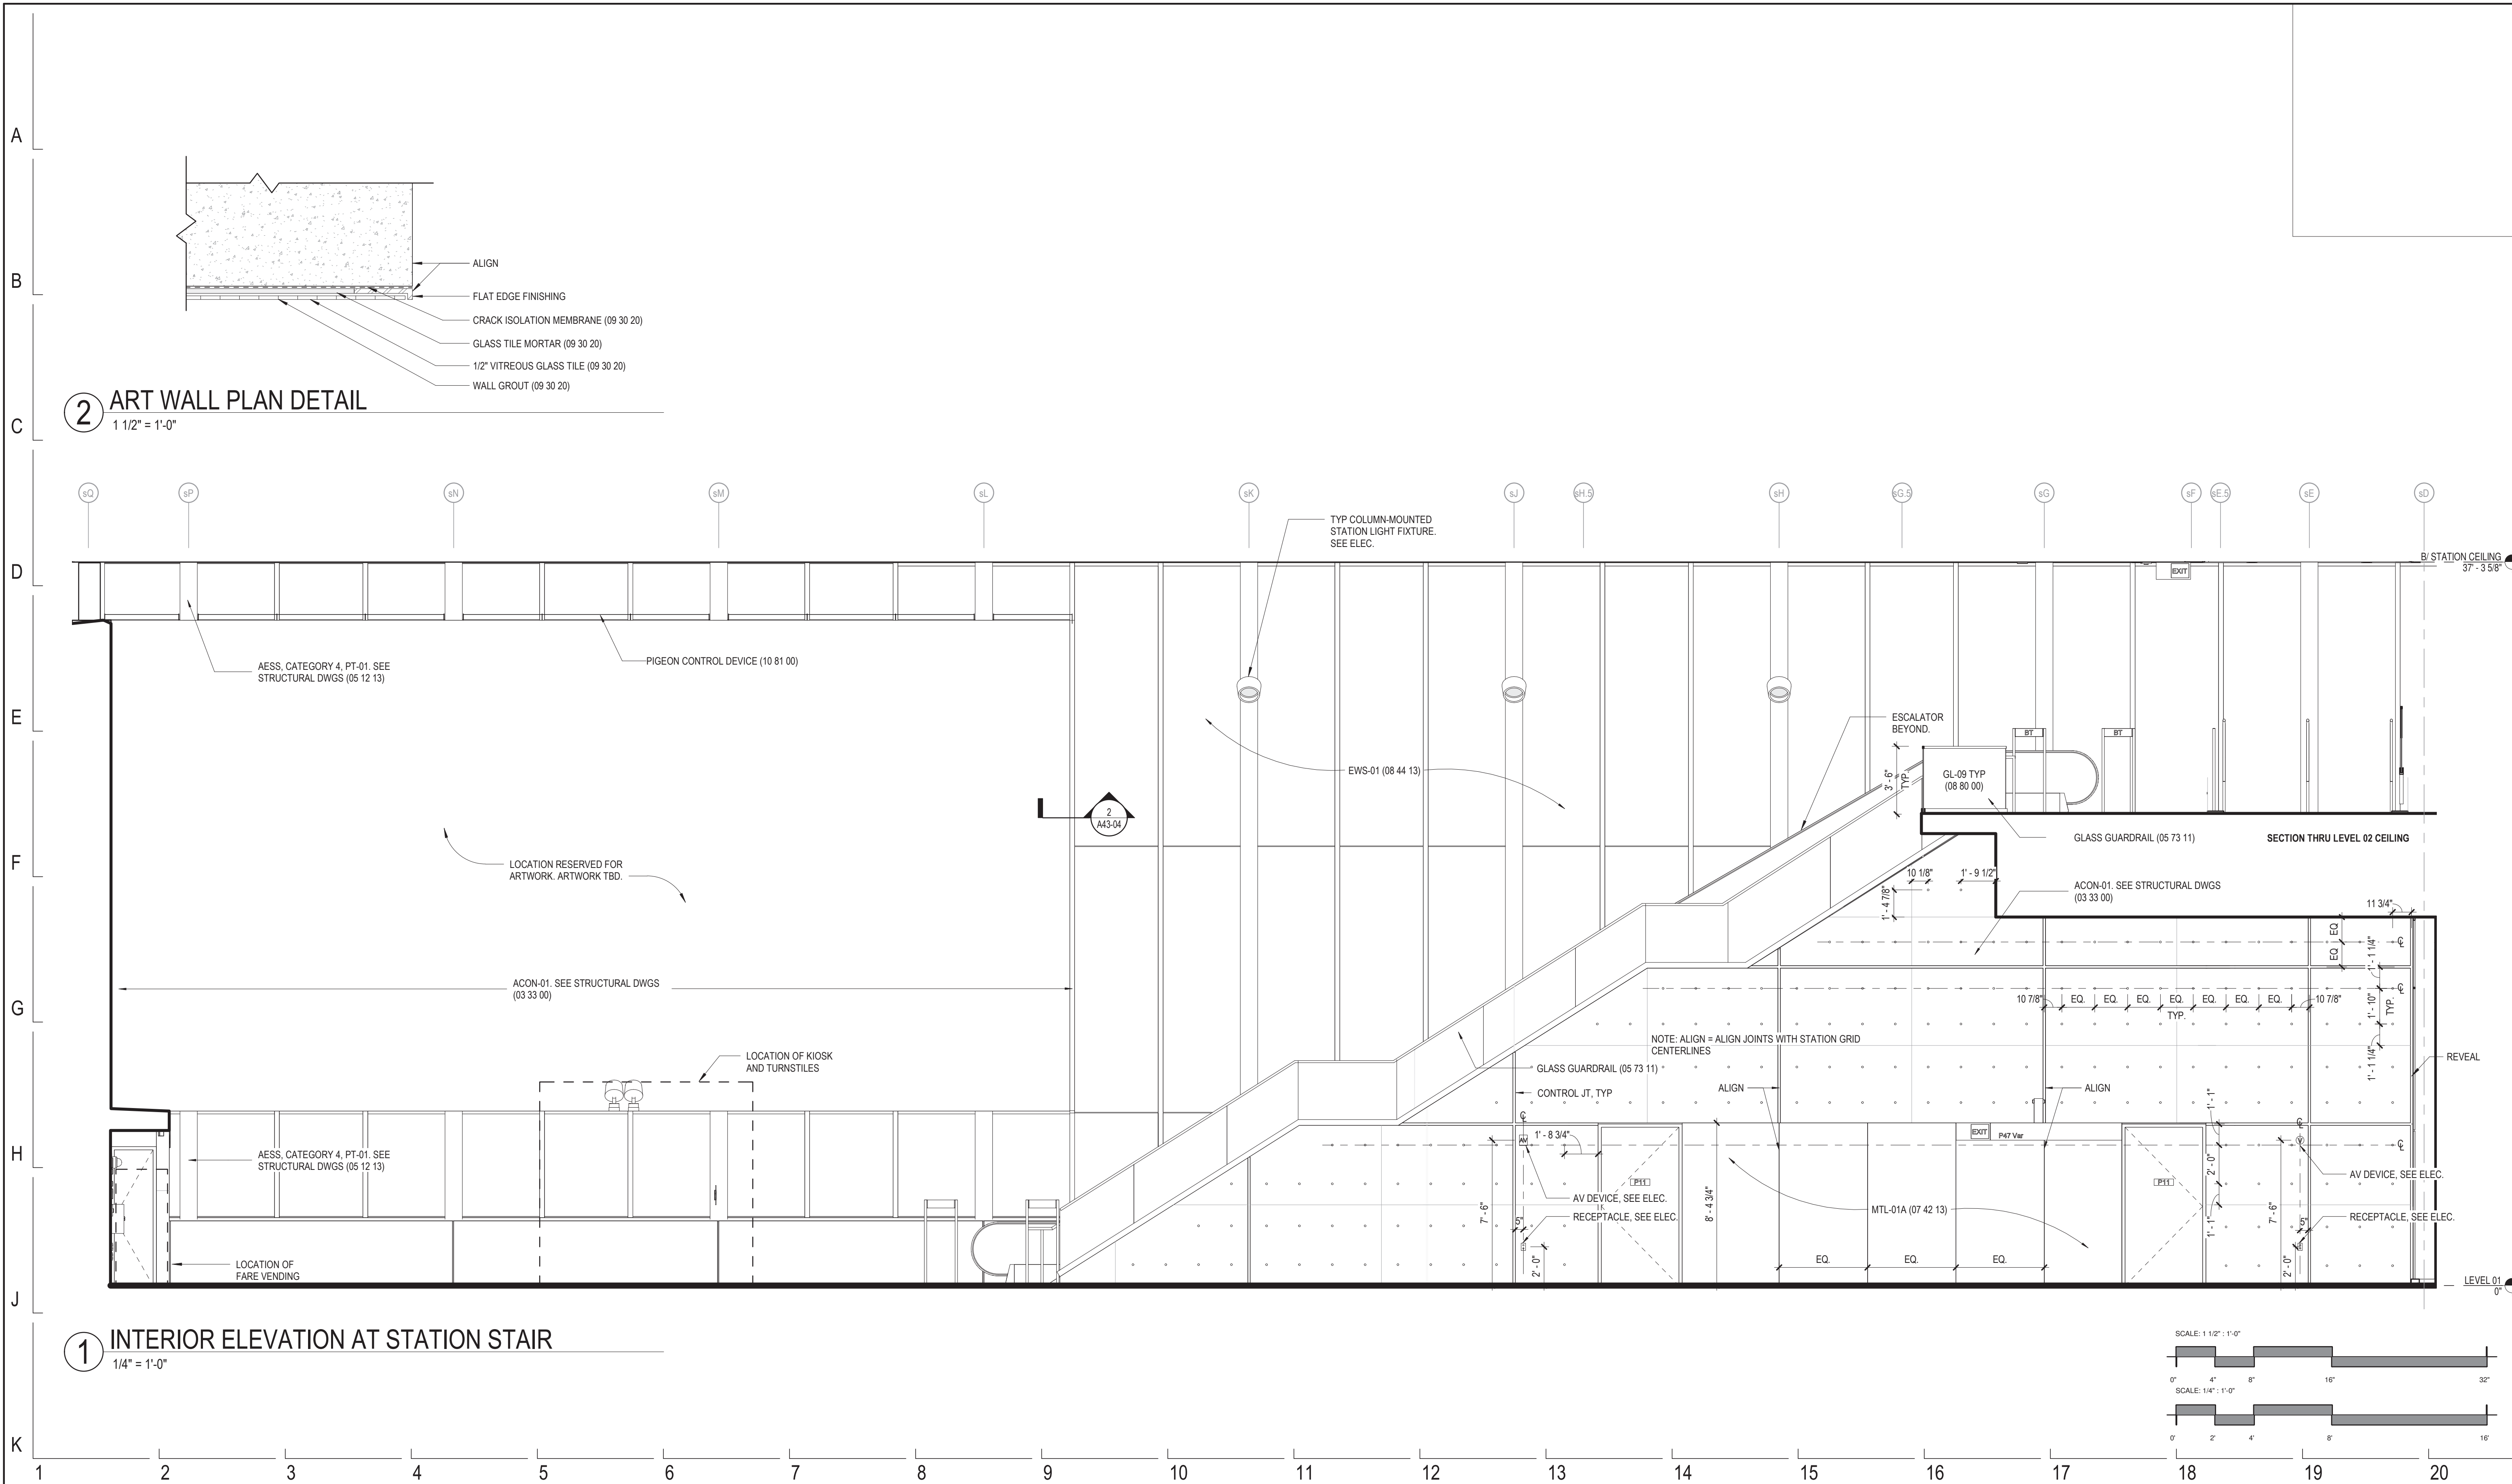 A
B
C
D
E
F
G
H
J
K
ALIGN
FLAT EDGE FINISHING
CRACK ISOLATION MEMBRANE (09 30 20)
GLASS TILE MORTAR (09 30 20)
1/2" VITREOUS GLASS TILE (09 30 20)
WALL GROUT (09 30 20)
2 ART WALL PLAN DETAIL
1 1/2" = 1'-0"
sQ sP sN sM sL sK sJ sH.5 sH sG.5 sG sF sE.5 sE sD
TYP COLUMN-MOUNTED
STATION LIGHT FIXTURE.
SEE ELEC.
B/ STATION CEILING
37' - 3 5/8"
EXIT
AESS, CATEGORY 4, PT-01. SEE
STRUCTURAL DWGS (05 12 13)
PIGEON CONTROL DEVICE (10 81 00)
ESCALATOR
BEYOND.
BT
BT
EWS-01 (08 44 13)
3' - 6"
TYP.
GL-09 TYP
(08 80 00)
2
A43-04
GLASS GUARDRAIL (05 73 11)
SECTION THRU LEVEL 02 CEILING
LOCATION RESERVED FOR
ARTWORK. ARTWORK TBD.
10 1/8"
1' - 9 1/2"
1' - 4 7/8"
ACON-01. SEE STRUCTURAL DWGS
(03 33 00)
11 3/4"
EQ
EQ
1' - 1 1/4"
ACON-01. SEE STRUCTURAL DWGS
(03 33 00)
10 7/8" EQ. EQ. EQ. EQ. EQ. EQ. EQ. 10 7/8"
TYP.
1' - 10"
TYP.
1' - 1 1/4"
NOTE: ALIGN = ALIGN JOINTS WITH STATION GRID
CENTERLINES
REVEAL
LOCATION OF KIOSK
AND TURNSTILES
GLASS GUARDRAIL (05 73 11)
CONTROL JT, TYP
ALIGN
ALIGN
1' - 1"
AV
1' - 8 3/4"
EXIT
P47 Var
AESS, CATEGORY 4, PT-01. SEE
STRUCTURAL DWGS (05 12 13)
P11
P11
2' - 0"
AV DEVICE, SEE ELEC.
AV DEVICE, SEE ELEC.
7' - 6"
5"
RECEPTACLE, SEE ELEC.
8' - 4 3/4"
MTL-01A (07 42 13)
1' - 1"
7' - 6"
5"
RECEPTACLE, SEE ELEC.
LOCATION OF
FARE VENDING
2' - 0"
EQ. EQ. EQ.
2' - 0"
LEVEL 01
0"
1 INTERIOR ELEVATION AT STATION STAIR
1/4" = 1'-0"
SCALE: 1 1/2" : 1'-0"
0" 4" 8" 16" 32"
SCALE: 1/4" : 1'-0"
0' 2' 4' 8' 16'
1 2 3 4 5 6 7 8 9 10 11 12 13 14 15 16 17 18 19 20